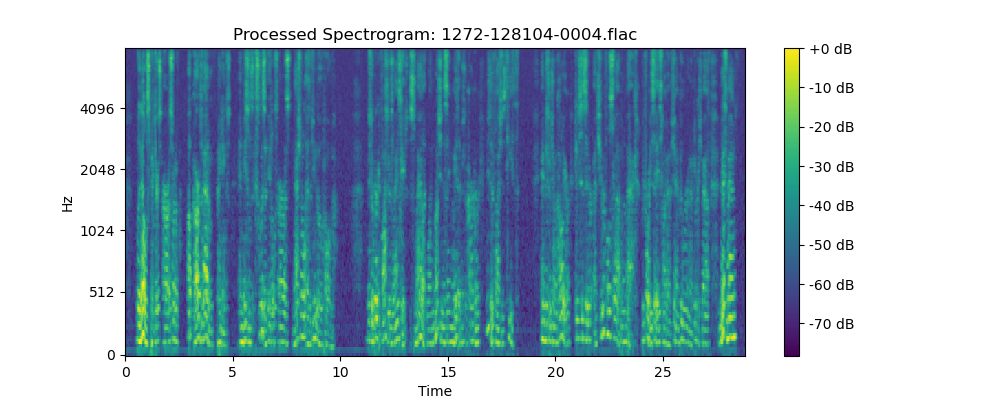 Processed Spectrogram: 1272-128104-0004.flac
Hz
4096
2048
1024
512
0
0 5 10 15 20 25
Time
+0 dB
-10 dB
-20 dB
-30 dB
-40 dB
-50 dB
-60 dB
-70 dB